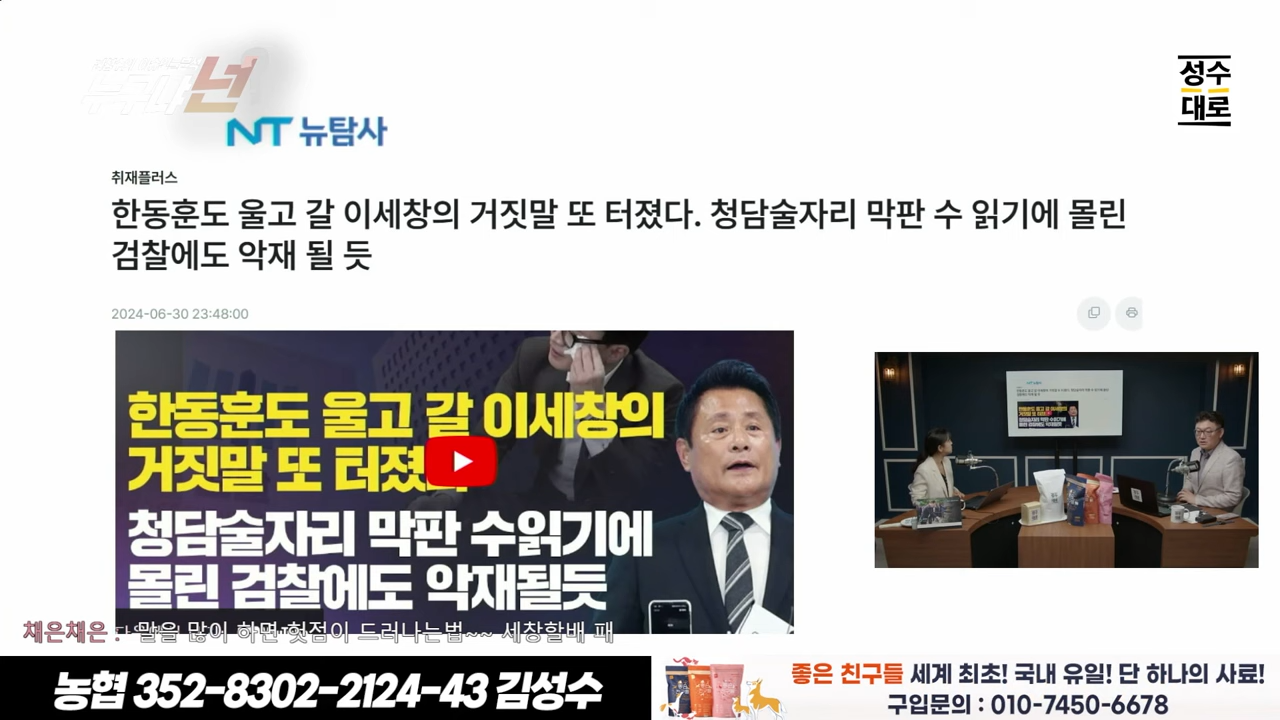 성수
대로
NT 뉴탐사
취재플러스
한동훈도 울고 갈 이세창의 거짓말 또 터졌다. 청담술자리 막판 수 읽기에 몰린
검찰에도 악재 될 듯
2024-06-30 23:48:00
한동훈도 울고 갈 이세창의
거짓말 또 터졌
청담술자리 막판 수읽기에
몰린 검찰에도 악재될듯
채은채은 : 말을 많이 하면 헛점이 드러나는법~~ 세창할배 패
농협 352-8302-2124-43 김성수
좋은 친구들 세계 최초! 국내 유일! 단 하나의 사료!
구입문의 : 010-7450-6678